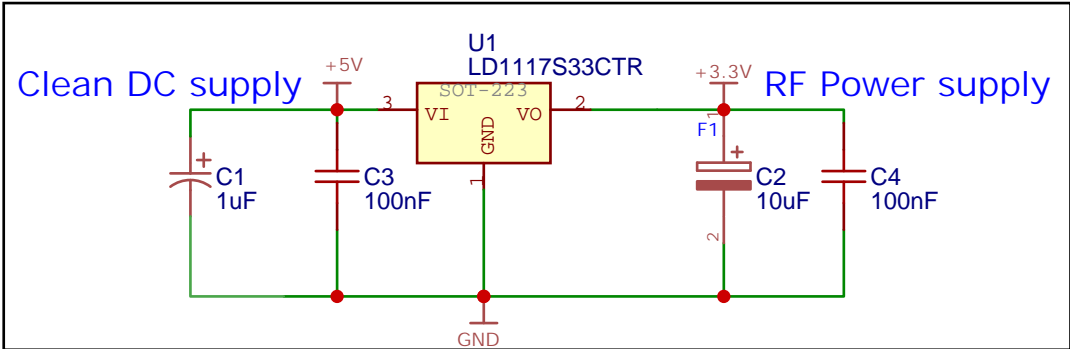 U1
LD1117S33CTR
Clean DC supply
+5V
SOT-223
+3.3V
RF Power supply
3
VI
GND
VO
2
1
1
F1
+
C1
1uF
C3
100nF
+
C2
10uF
C4
100nF
2
GND